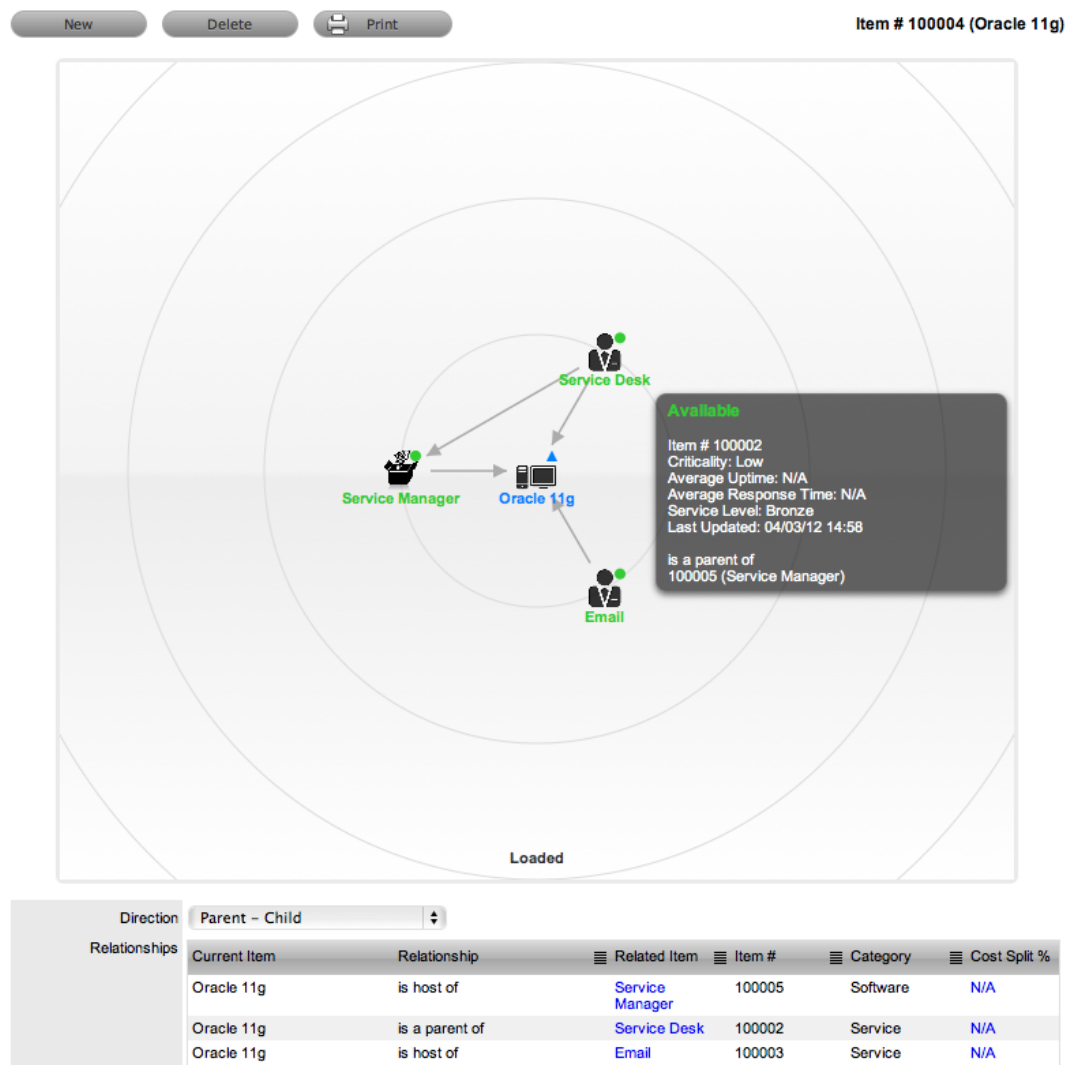 New Delete Print Item # 100004 (Oracle 11g)
Service Desk
Available
Item # 100002
Criticality: Low
Average Uptime: N/A
Average Response Time: N/A
Service Level: Bronze
Last Updated: 04/03/12 14:58
is a parent of
100005 (Service Manager)
Service Manager Oracle 11g
Email
Loaded
Direction Parent - Child
Relationships
Current Item Relationship Related Item Item # Category Cost Split %
Oracle 11g is host of Service 100005 Software N/A
Manager
Oracle 11g is a parent of Service Desk 100002 Service N/A
Oracle 11g is host of Email 100003 Service N/A